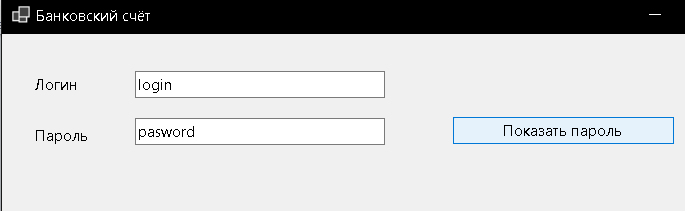 Банковский счёт
Логин
login
Пароль
pasword
Показать пароль